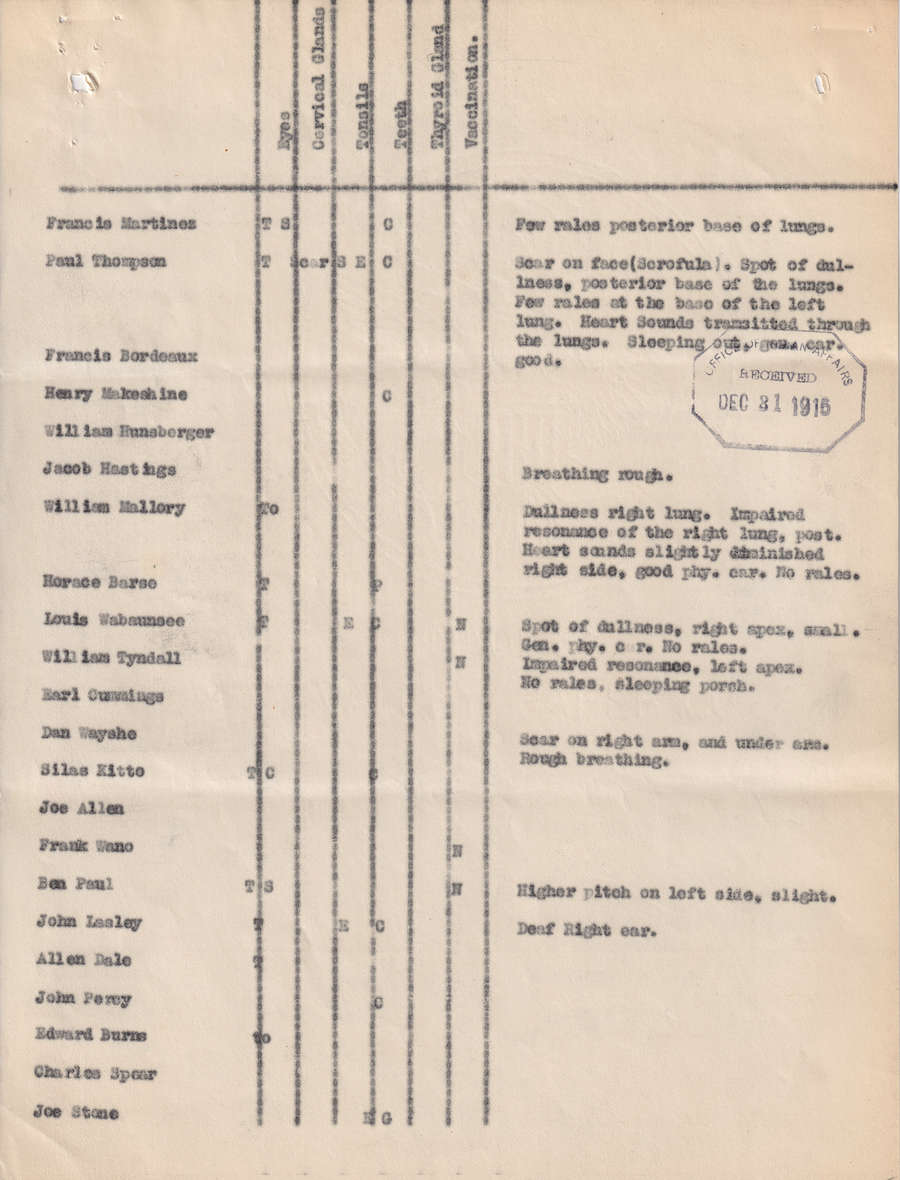 Eyes
Cervical Glands
Tonsils
Teeth
Thyroid Gland
Vaccination.
Francis Martinez T S C Few rales posterior base of lungs.
Paul Thompson T Scar S E C Scar on face(Scrofula). Spot of dul-
lness, posterior base of the lungs.
Few rales at the base of the left
lung. Heart Sounds transitted through
the lungs. Sleeping out, gen. car.
Francis Bordeaux good.
OFFICE OF INDIAN AFFAIRS
RECEIVED
DEC 31 1915
Henry Makeshine C
William Hunsberger
Jacob Hastings Breathing rough.
William Mallory To Dullness right lung. Impaired
resonance of the right lung, post.
Heart sounds slightly diminished
right side, good phy. car. No rales.
Horace Barse T P
Louis Wabaunsee T E C N Spot of dullness, right apex, small.
Gen. phy. c r. No rales.
William Tyndall N Impaired resonance, left apex.
No rales, sleeping porch.
Earl Cummings
Dan Wayshe Scar on right arm, and under arm.
Rough breathing.
Silas Kitto T C C
Joe Allen
Frank Wano N
Ben Paul T S N Higher pitch on left side, slight.
John Lasley T E C Deaf Right ear.
Allen Dale T
John Percy C
Edward Burns to
Charles Spear
Joe Stone E G